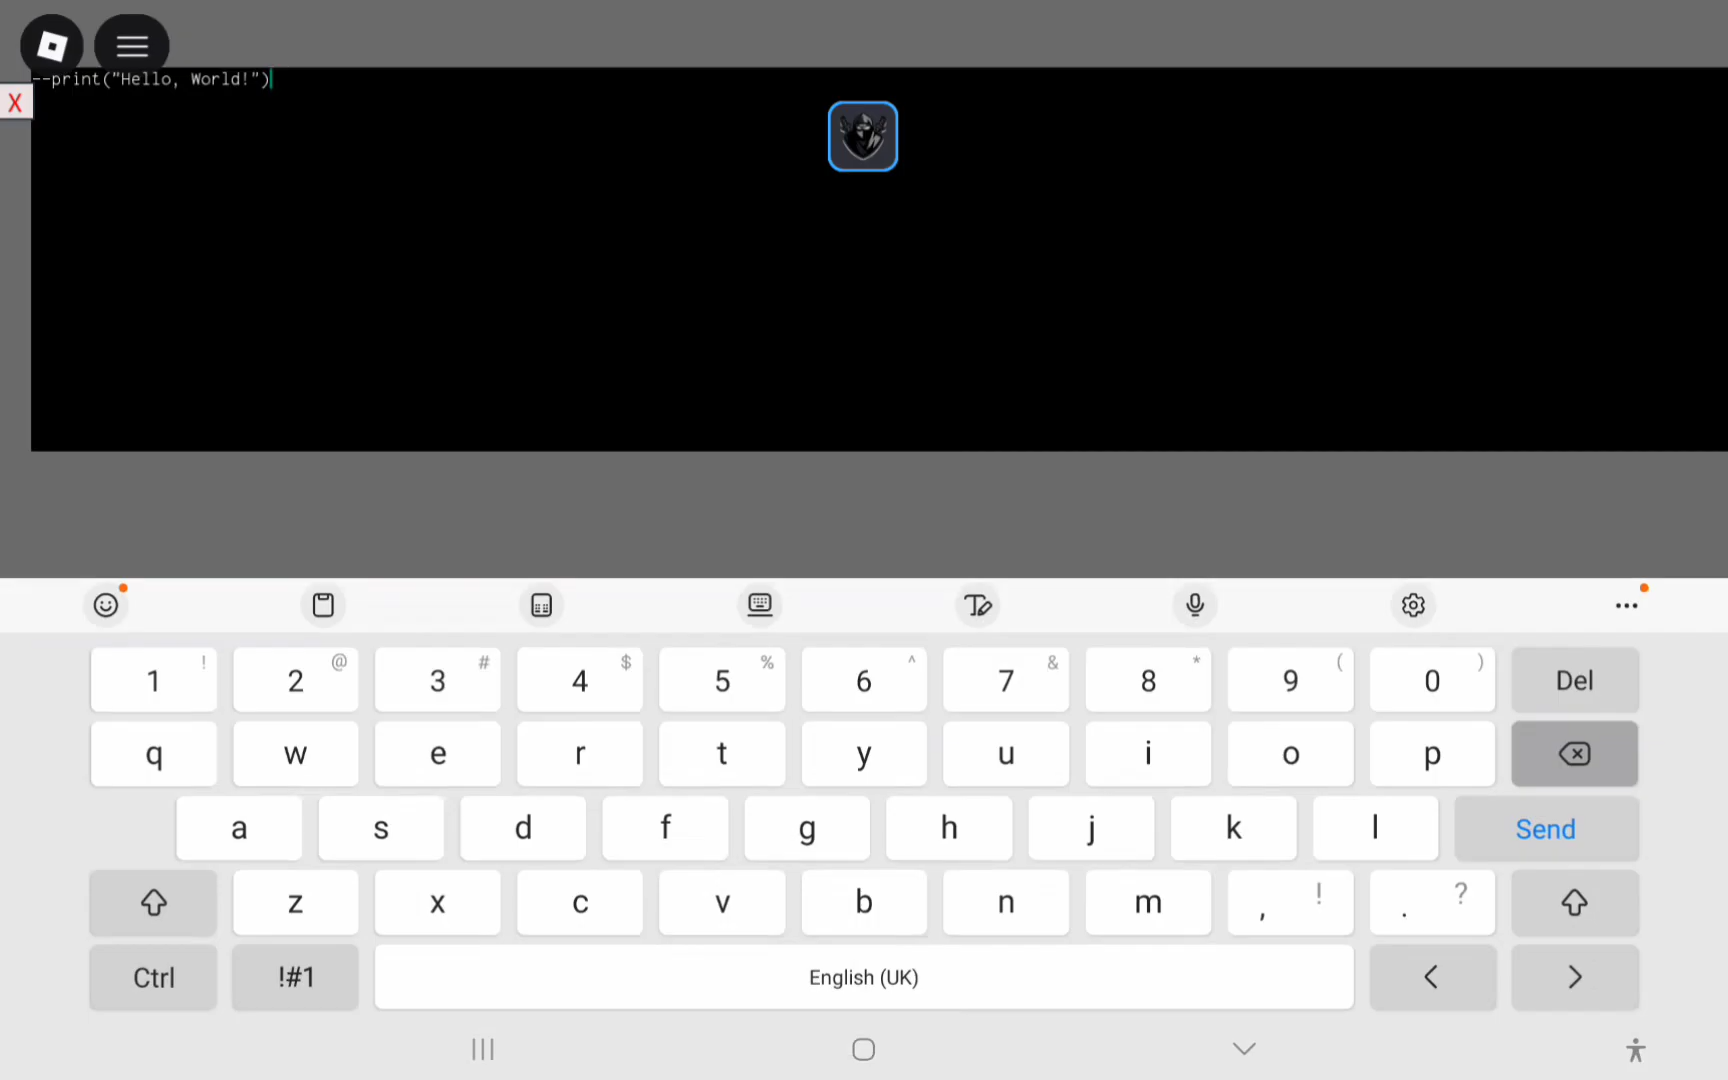 --print("Hello, World!")
X
1 ! 2 @ 3 # 4 $ 5 % 6 ^ 7 & 8 * 9 ( 0 ) Del
q w e r t y u i o p
a s d f g h j k l Send
z x c v b n m , ! . ?
Ctrl !#1 English (UK) < >